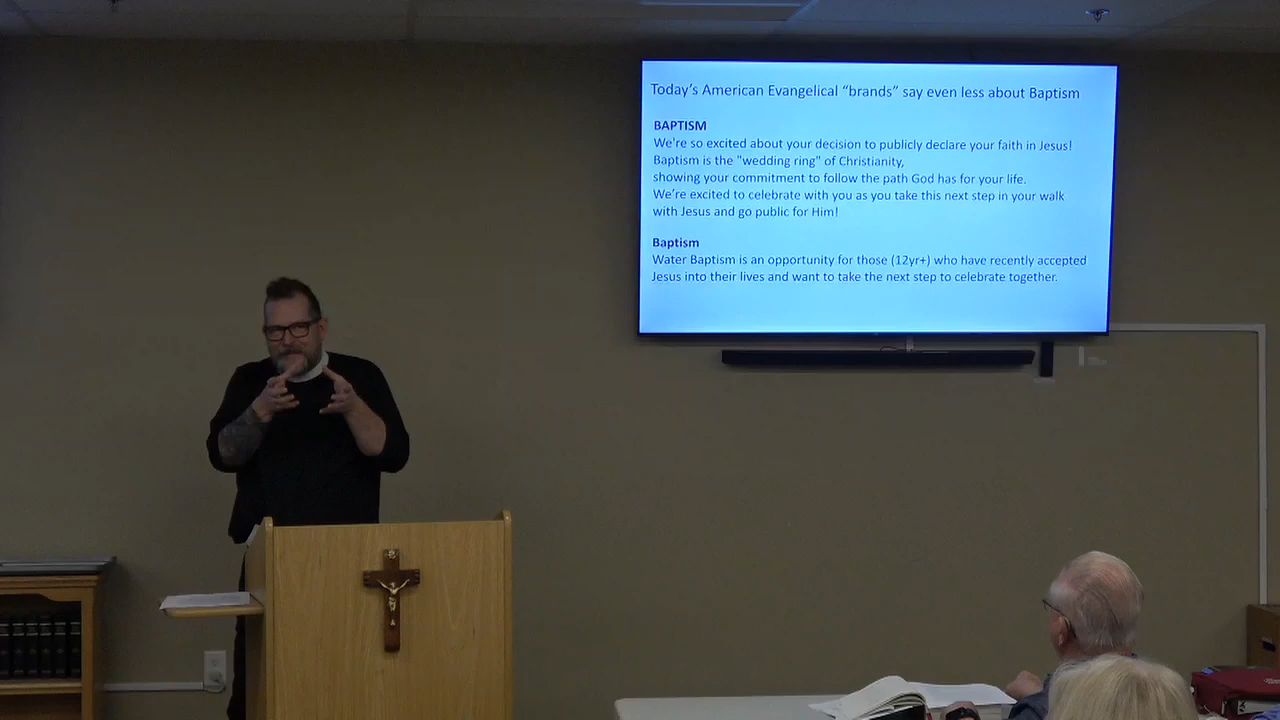 Today's American Evangelical “brands” say even less about Baptism
BAPTISM
We're so excited about your decision to publicly declare your faith in Jesus!
Baptism is the "wedding ring" of Christianity,
showing your commitment to follow the path God has for your life.
We're excited to celebrate with you as you take this next step in your walk
with Jesus and go public for Him!
Baptism
Water Baptism is an opportunity for those (12yr+) who have recently accepted
Jesus into their lives and want to take the next step to celebrate together.